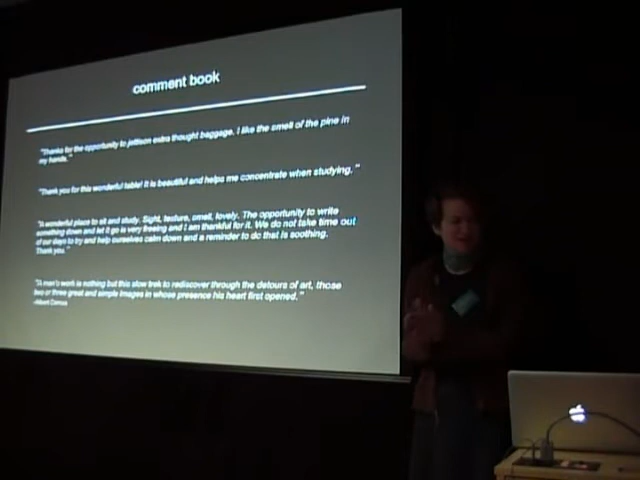 comment book
"Thanks for the opportunity to jettison extra thought baggage. I like the smell of the pine in
my hands."
"Thank you for this wonderful table! It is beautiful and helps me concentrate when studying."
"A wonderful place to sit and study. Sight, texture, smell, lovely. The opportunity to write
something down and let it go is very freeing and I am thankful for it. We do not take time out
of our days to try and help ourselves calm down and a reminder to do that is soothing.
Thank you."
"A man's work is nothing but this slow trek to rediscover through the detours of art, those
two or three great and simple images in whose presence his heart first opened."
-Albert Camus